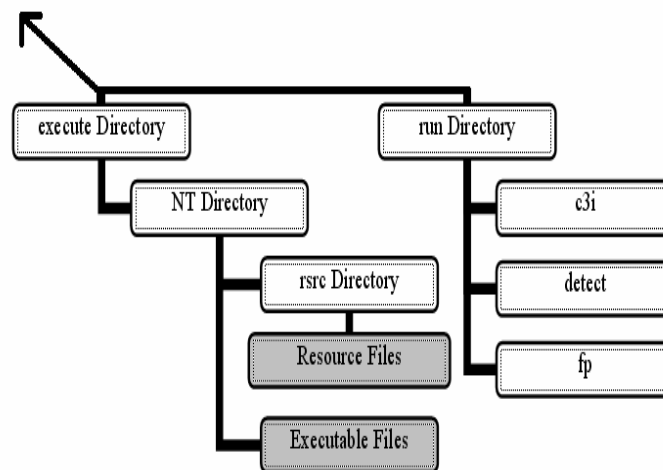 execute Directory
run Directory
NT Directory
c3i
rsrc Directory
detect
Resource Files
fp
Executable Files